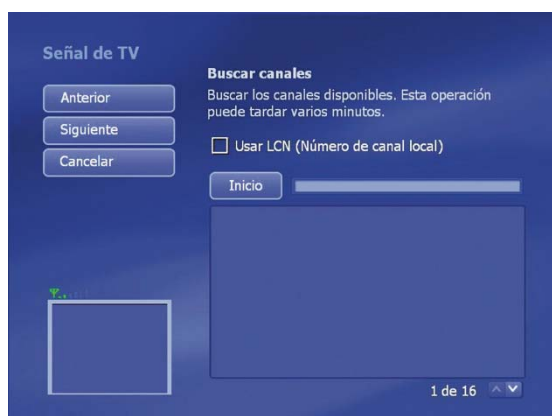 Señal de TV
Anterior
Siguiente
Cancelar
Buscar canales
Buscar los canales disponibles. Esta operación
puede tardar varios minutos.
Usar LCN (Número de canal local)
Inicio
1 de 16